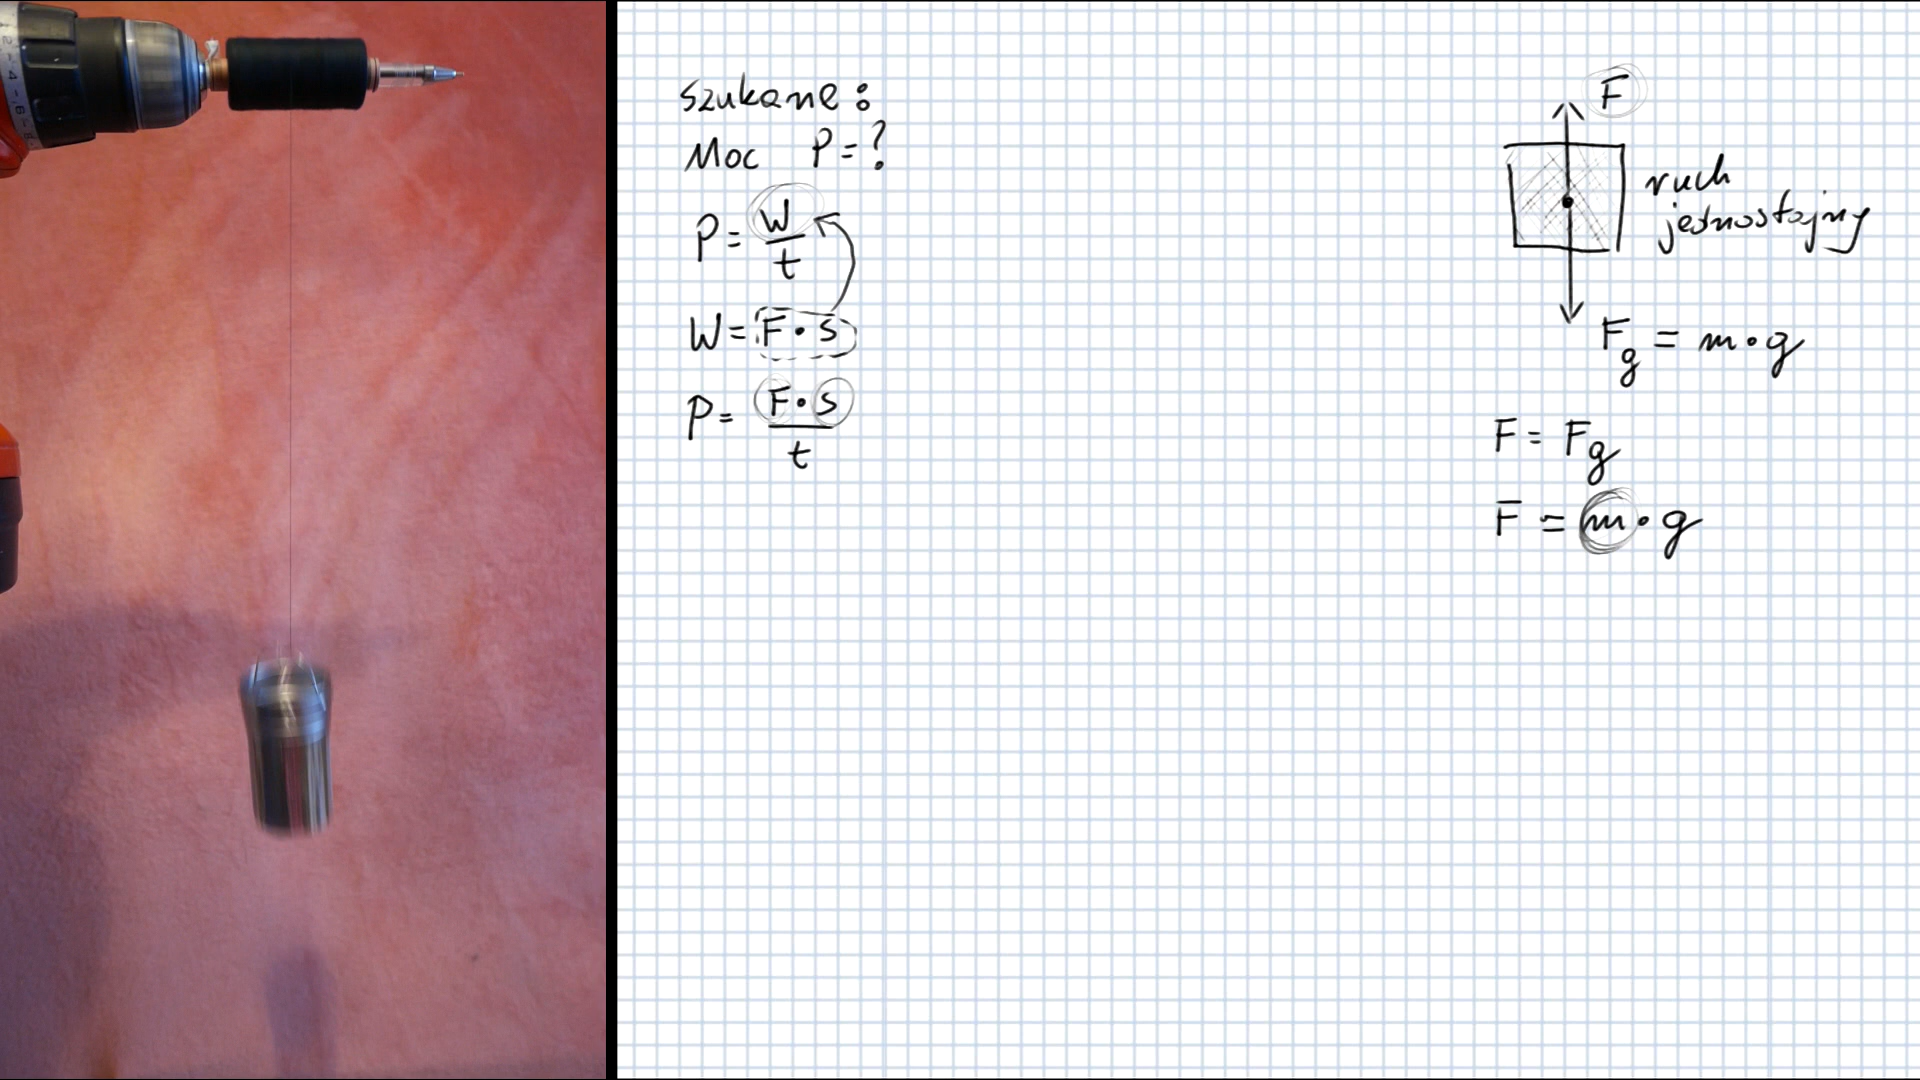 Szukane:
Moc P=?
P = W/t
W = F·s
P = F·s/t
F
ruch
jednostajny
Fg = m·g
F = Fg
F = m·g